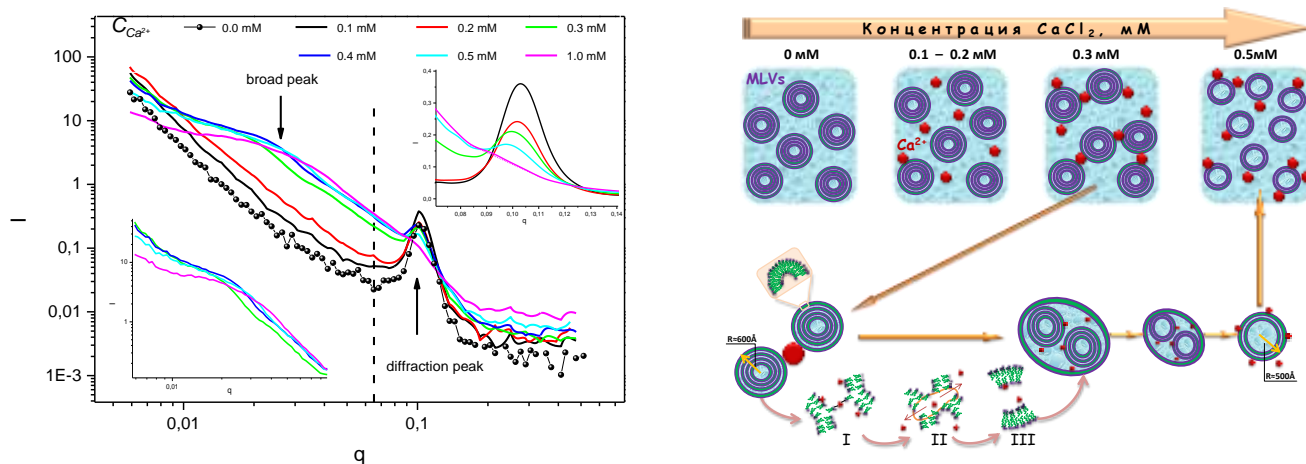 C Ca²⁺ 0.0 mM 0.1 mM 0.2 mM 0.3 mM
0.4 mM 0.5 mM 1.0 mM
100
10
1
0,1
0,01
1E-3
I
broad peak
diffraction peak
0,01 0,1
q
0,4
0,3
0,2
0,1
0,0
I
0,08 0,09 0,10 0,11 0,12 0,13 0,14
q
10
1
I
0,01
q
Концентрация CaCl₂, мМ
0 мМ 0.1 – 0.2 мМ 0.3 мМ 0.5мМ
MLVs
Ca²⁺
R=600Å
R=500Å
I II III